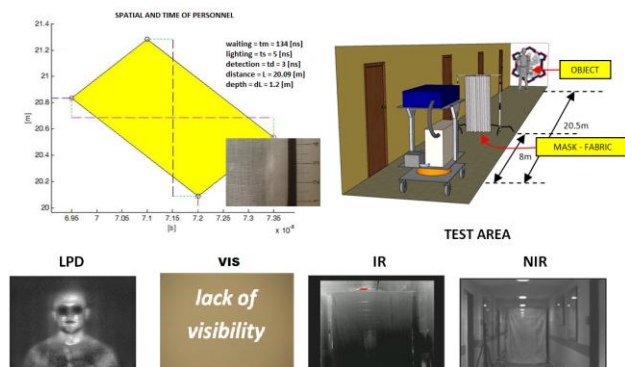 SPATIAL AND TIME OF PERSONNEL
21.4
21.2
21
20.8
20.6
20.4
20.2
20
[m]
waiting = tm = 134 [ns]
lighting = ts = 5 [ns]
detection = td = 3 [ns]
distance = L = 20.09 [m]
depth = dL = 1.2 [m]
6.95
7
7.05
7.1
7.15
7.2
7.25
7.3
7.35
[s]
OBJECT
20.5m
MASK - FABRIC
8m
TEST AREA
LPD
VIS
IR
NIR
lack of
visibility